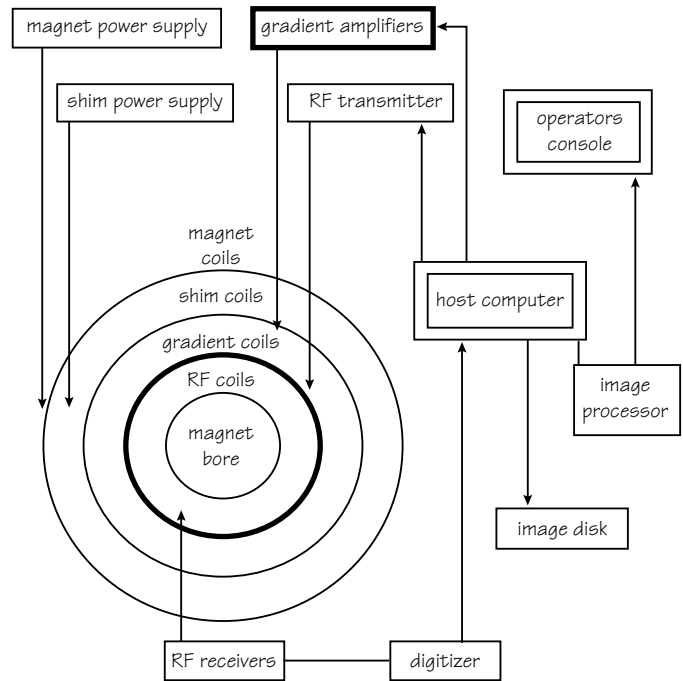 magnet power supply
gradient amplifiers
shim power supply
RF transmitter
operators
console
magnet
coils
shim coils
host computer
gradient coils
RF coils
image
processor
magnet
bore
image disk
RF receivers
digitizer